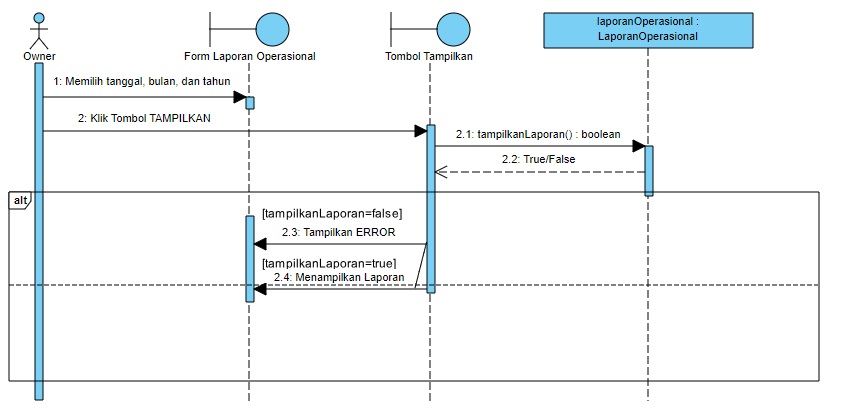 Owner
Form Laporan Operasional
Tombol Tampilkan
laporanOperasional :
LaporanOperasional
1: Memilih tanggal, bulan, dan tahun
2: Klik Tombol TAMPILKAN
2.1: tampilkanLaporan() : boolean
2.2: True/False
alt
[tampilkanLaporan=false]
2.3: Tampilkan ERROR
[tampilkanLaporan=true]
2.4: Menampilkan Laporan